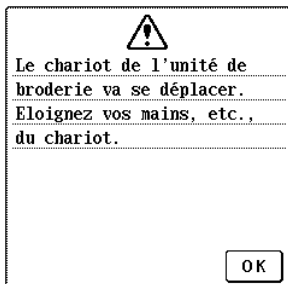 Le chariot de l'unité de
broderie va se déplacer.
Eloignez vos mains, etc.,
du chariot.
OK